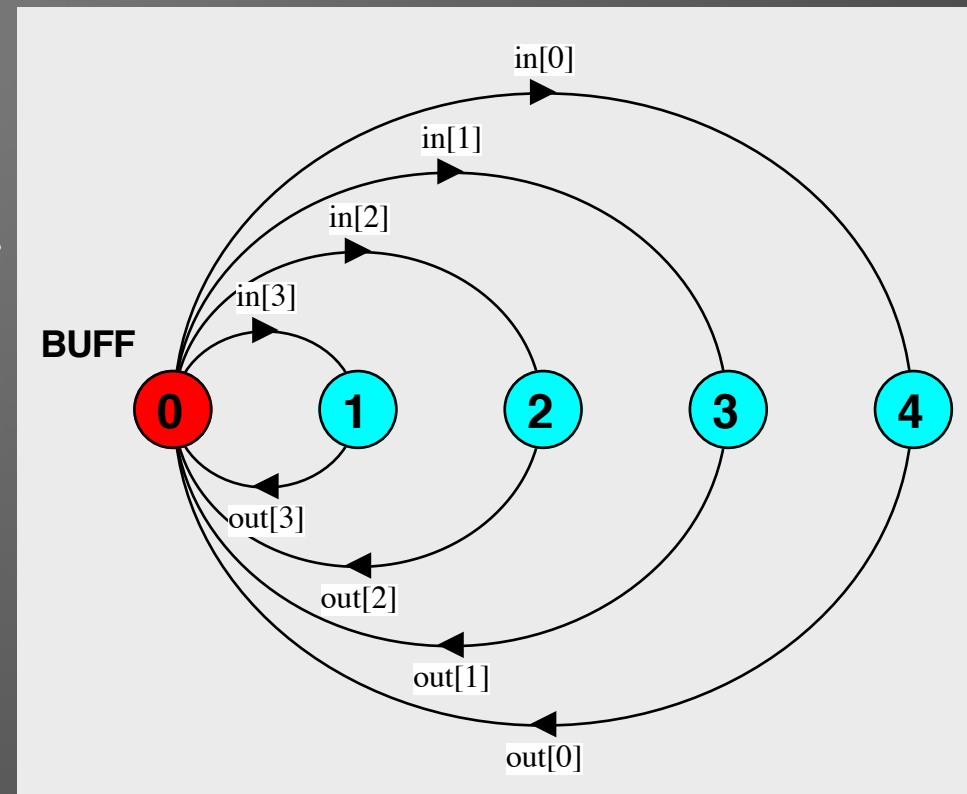 in[0]
in[1]
in[2]
in[3]
BUFF
0 1 2 3 4
out[3]
out[2]
out[1]
out[0]